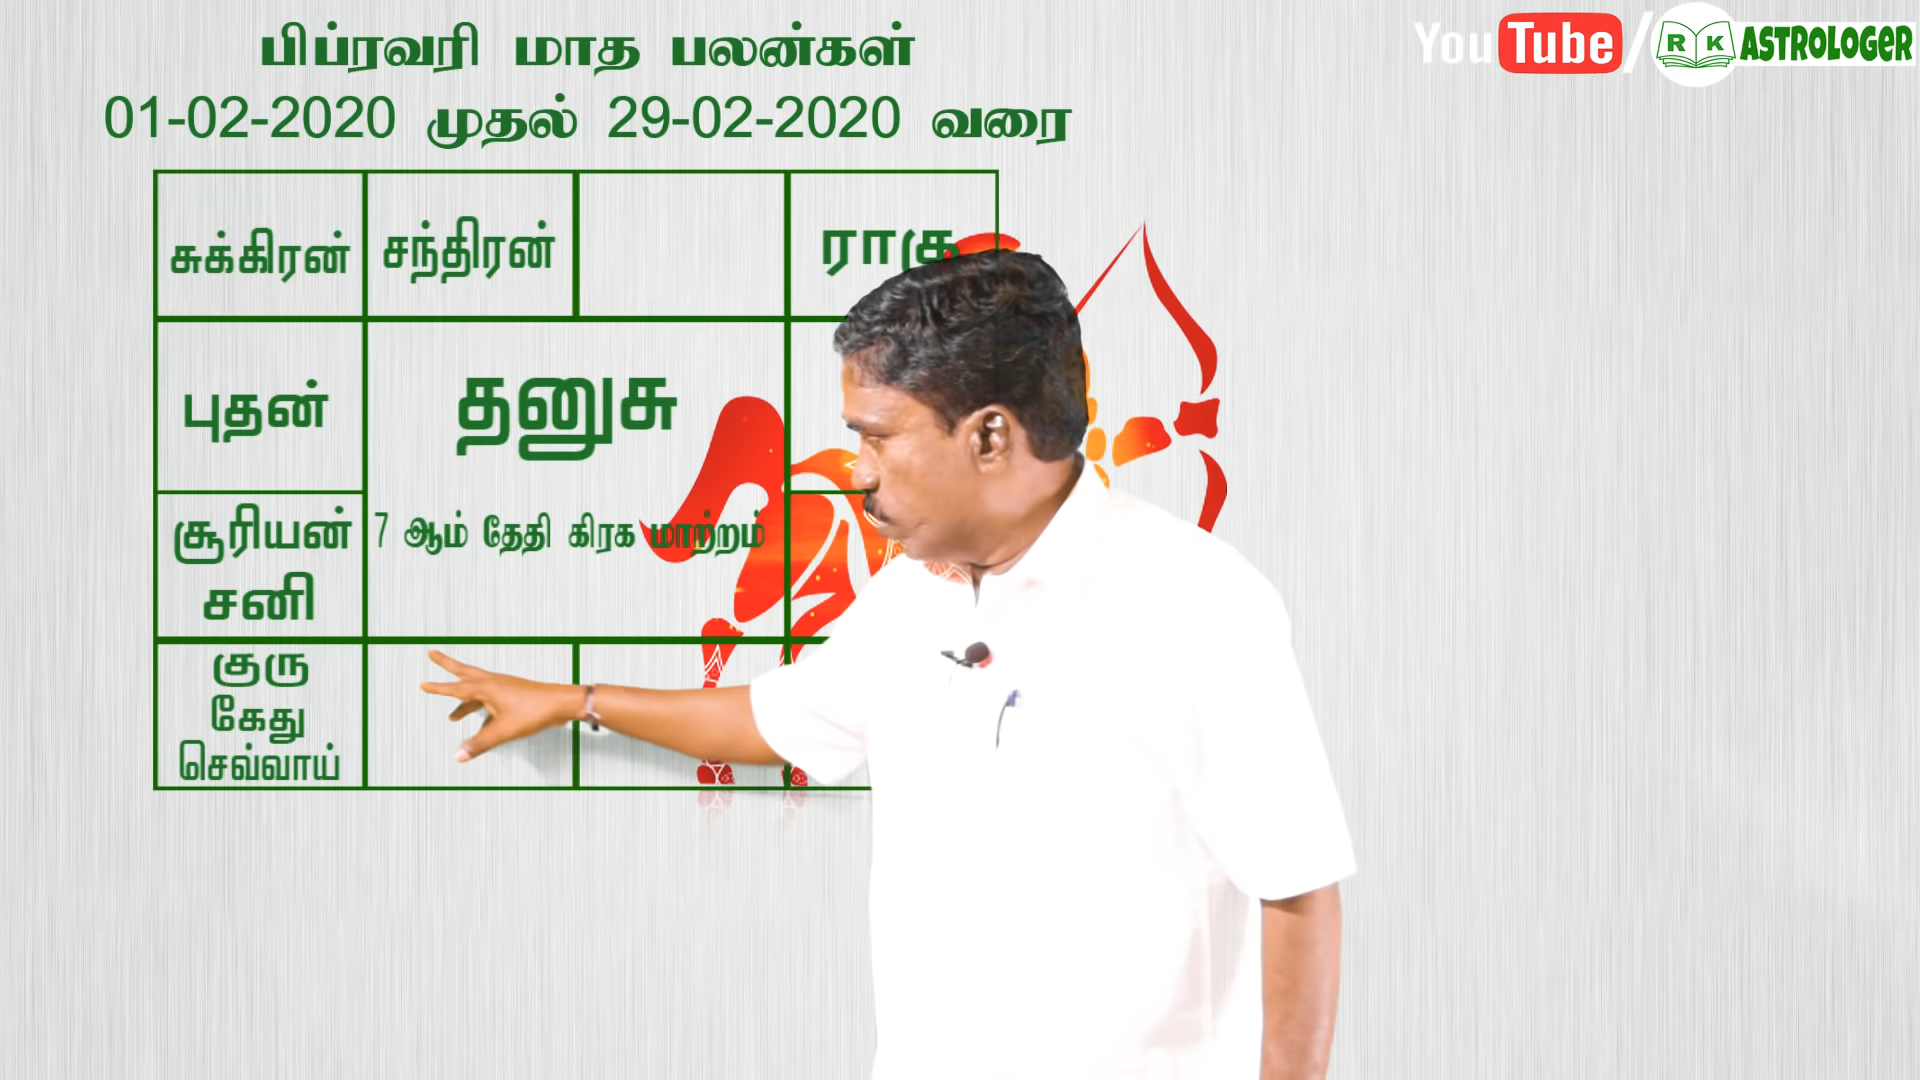 பிப்ரவரி மாத பலன்கள்
01-02-2020 முதல் 29-02-2020 வரை
YouTube/ RK ASTROLOGER
சுக்கிரன்
சந்திரன்
ராகு
புதன்
தனுசு
சூரியன்
சனி
7 ஆம் தேதி கிரக மாற்றம்
குரு
கேது
செவ்வாய்